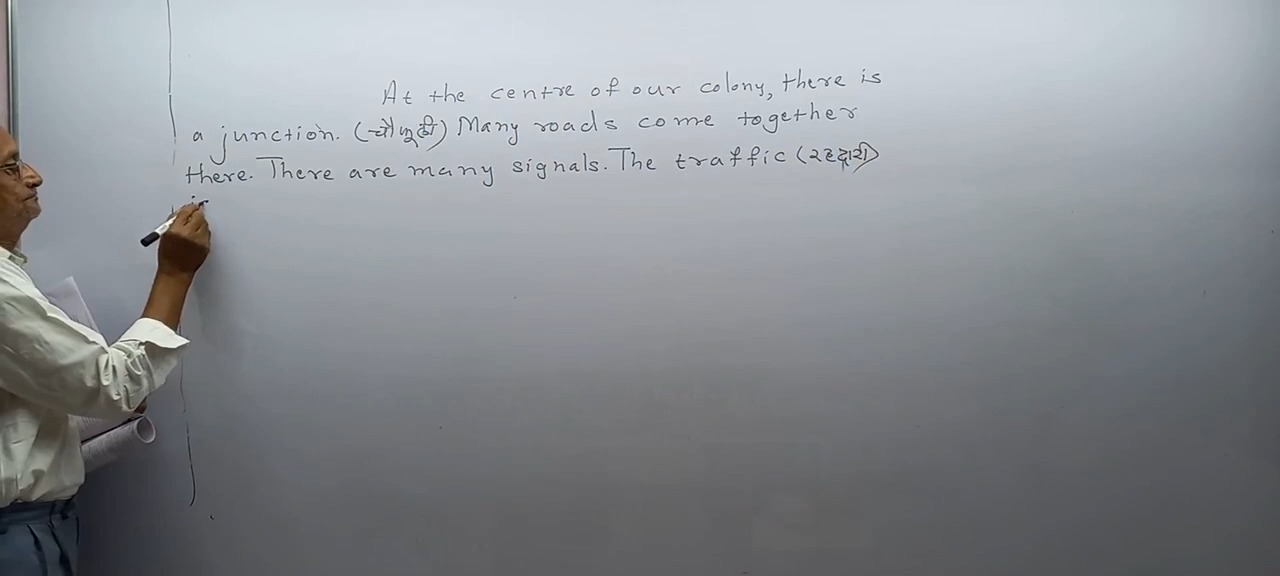 At the centre of our colony, there is
a junction. (चौफुली) Many roads come together
there. There are many signals. The traffic (रहदारी)